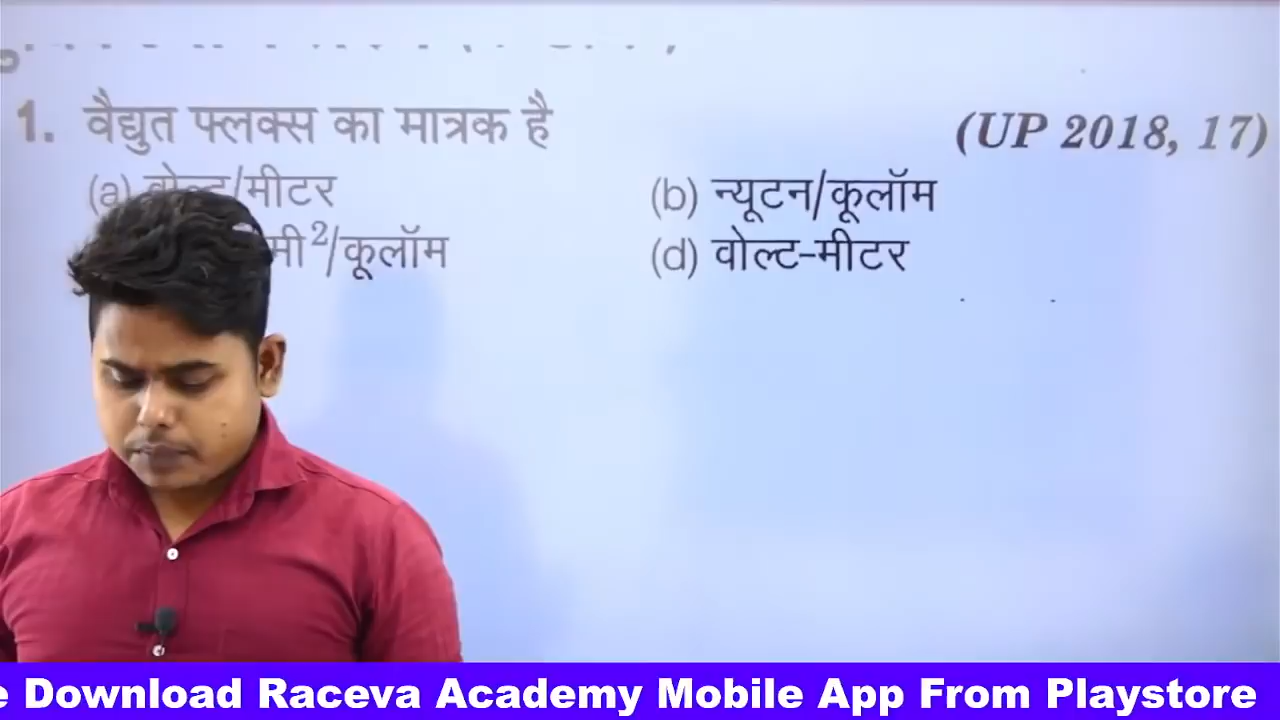 1. वैद्युत फ्लक्स का मात्रक है (UP 2018, 17)
(a) वोल्ट/मीटर (b) न्यूटन/कूलॉम
मी²/कूलॉम (d) वोल्ट-मीटर
Download Raceva Academy Mobile App From Playstore